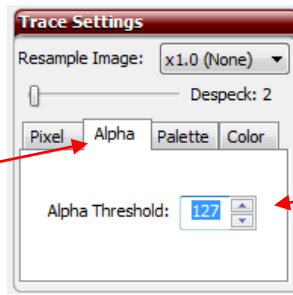 Trace Settings
Resample Image: x1.0 (None)
Despeck: 2
Pixel Alpha Palette Color
Alpha Threshold: 127